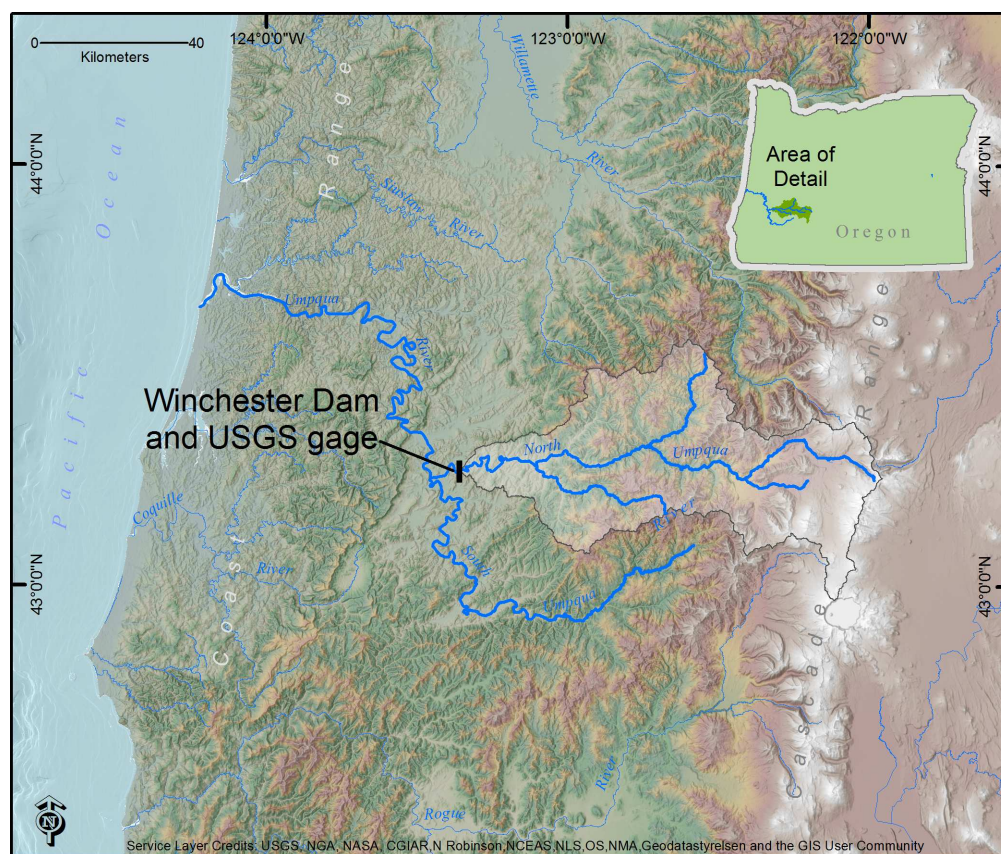 0 40
Kilometers
124°0'0"W
123°0'0"W
122°0'0"W
44°0'0"N
44°0'0"N
43°0'0"N
43°0'0"N
Pacific Ocean
Coast Range
Willamette
River
Siuslaw
River
Area of
Detail
Oregon
Umpqua
River
Winchester Dam
and USGS gage
North
Umpqua
River
South
Umpqua
Coquille
River
Cascade Range
Rogue
River
Service Layer Credits: USGS, NGA, NASA, CGIAR,N Robinson,NCEAS,NLS,OS,NMA,Geodatastyrelsen and the GIS User Community